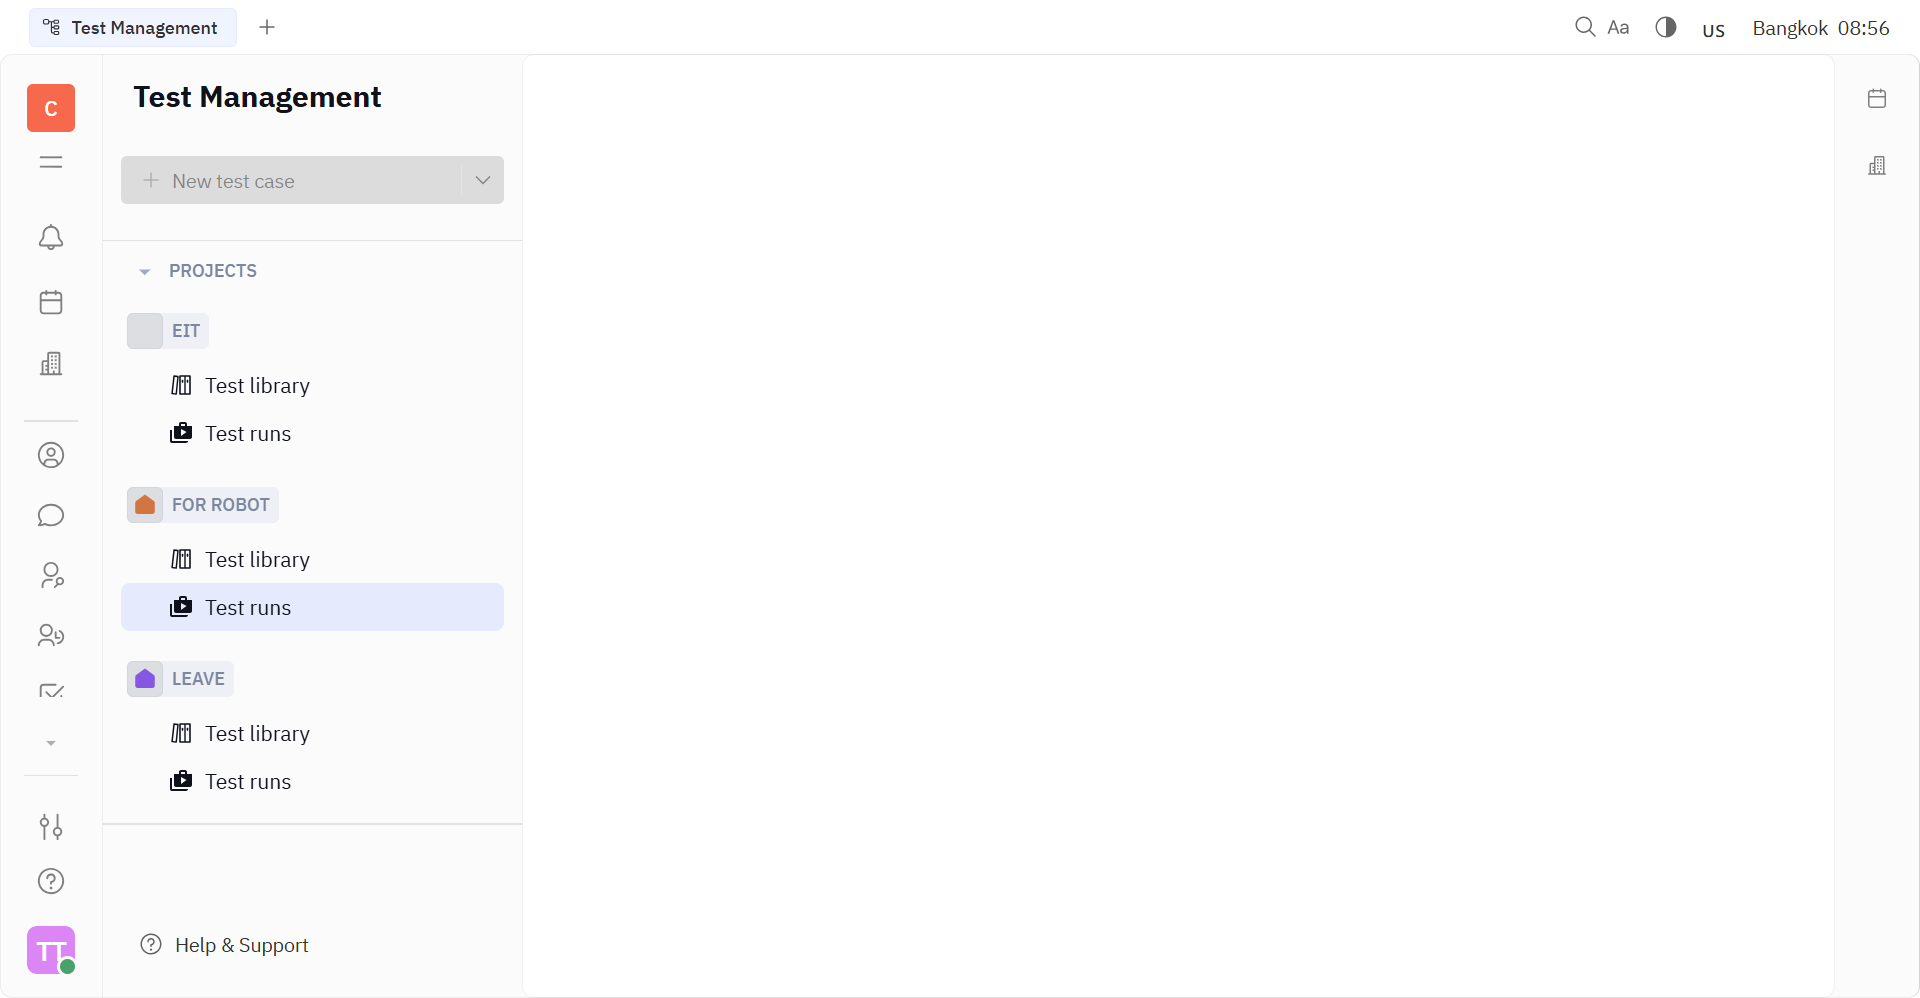 Test Management
Aa
US
Bangkok 08:56
C
Test Management
New test case
PROJECTS
EIT
Test library
Test runs
FOR ROBOT
Test library
Test runs
LEAVE
Test library
Test runs
Help & Support
TT